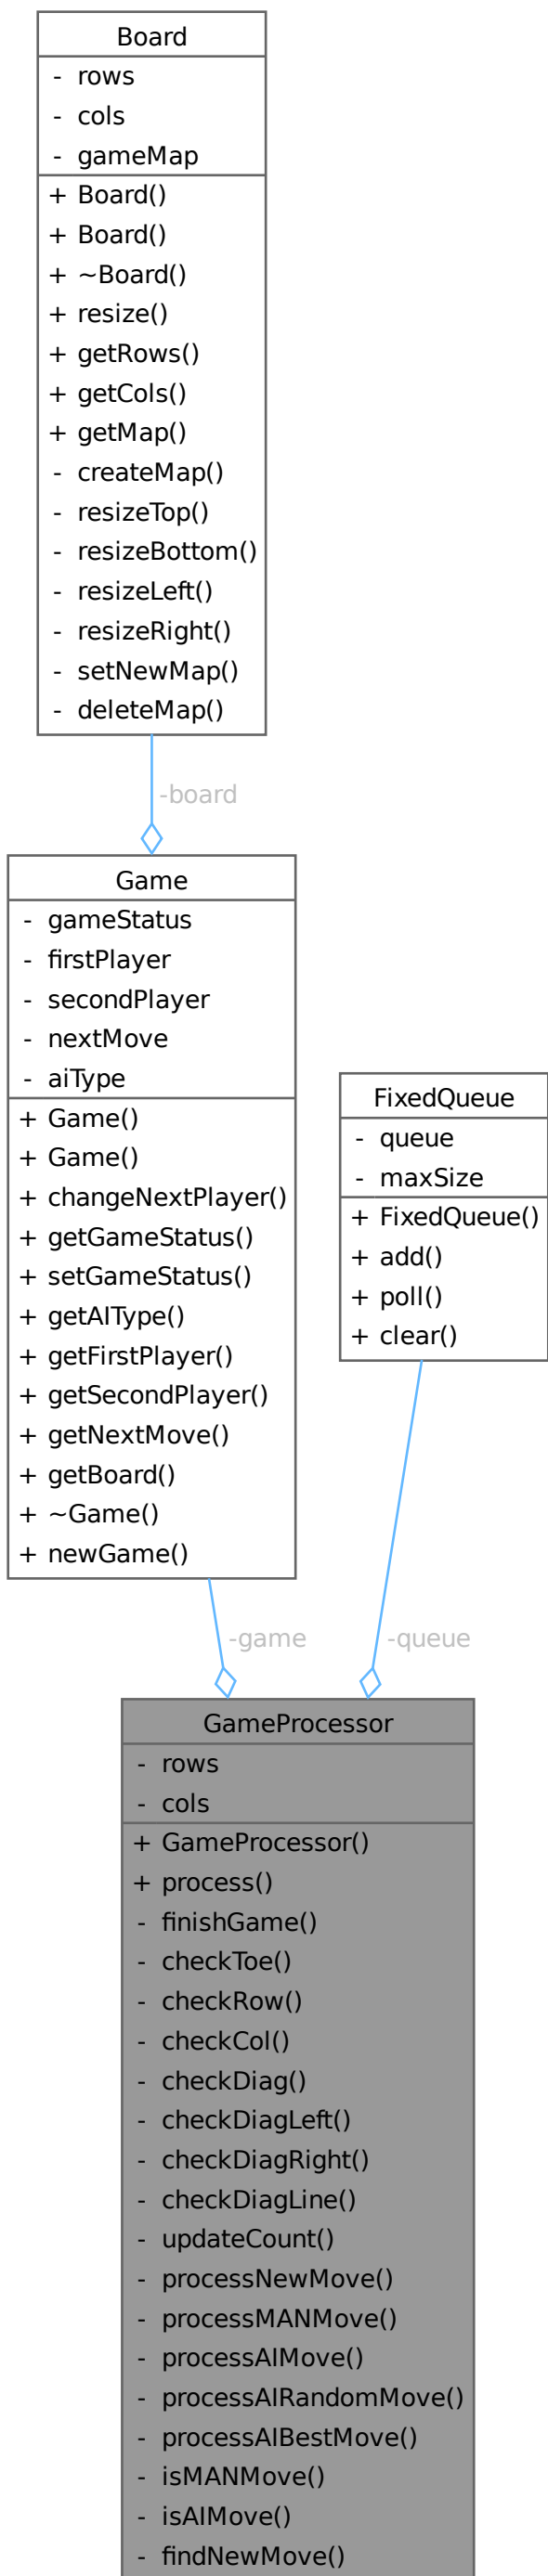 Board
- rows
- cols
- gameMap
+ Board()
+ Board()
+ ~Board()
+ resize()
+ getRows()
+ getCols()
+ getMap()
- createMap()
- resizeTop()
- resizeBottom()
- resizeLeft()
- resizeRight()
- setNewMap()
- deleteMap()
-board
Game
- gameStatus
- firstPlayer
- secondPlayer
- nextMove
- aiType
+ Game()
+ Game()
+ changeNextPlayer()
+ getGameStatus()
+ setGameStatus()
+ getAIType()
+ getFirstPlayer()
+ getSecondPlayer()
+ getNextMove()
+ getBoard()
+ ~Game()
+ newGame()
FixedQueue
- queue
- maxSize
+ FixedQueue()
+ add()
+ poll()
+ clear()
-game
-queue
GameProcessor
- rows
- cols
+ GameProcessor()
+ process()
- finishGame()
- checkToe()
- checkRow()
- checkCol()
- checkDiag()
- checkDiagLeft()
- checkDiagRight()
- checkDiagLine()
- updateCount()
- processNewMove()
- processMANMove()
- processAIMove()
- processAIRandomMove()
- processAIBestMove()
- isMANMove()
- isAIMove()
- findNewMove()